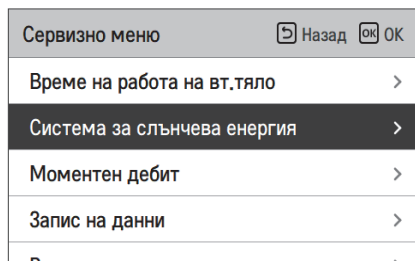 Сервизно меню Назад OK OK
Време на работа на вт.тяло
Система за слънчева енергия
Моментен дебит
Запис на данни